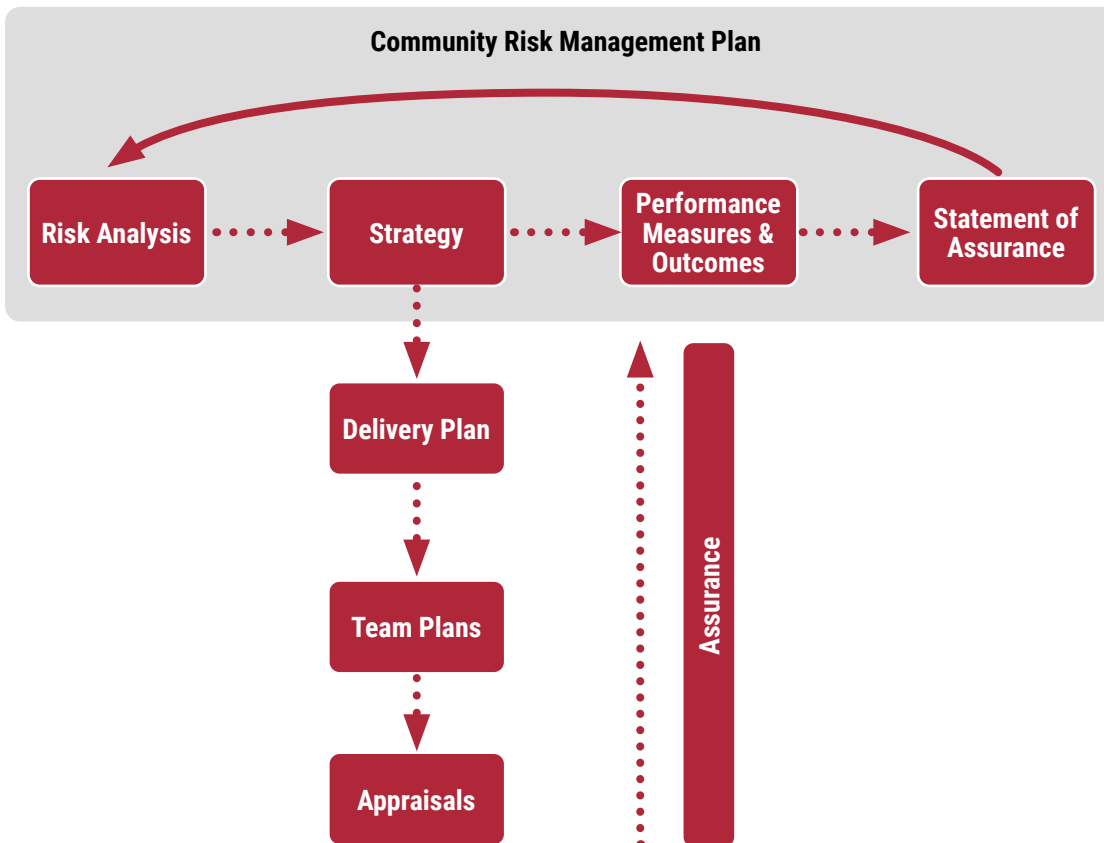 Community Risk Management Plan
Risk Analysis
Strategy
Performance
Measures &
Outcomes
Statement of
Assurance
Delivery Plan
Team Plans
Appraisals
Assurance